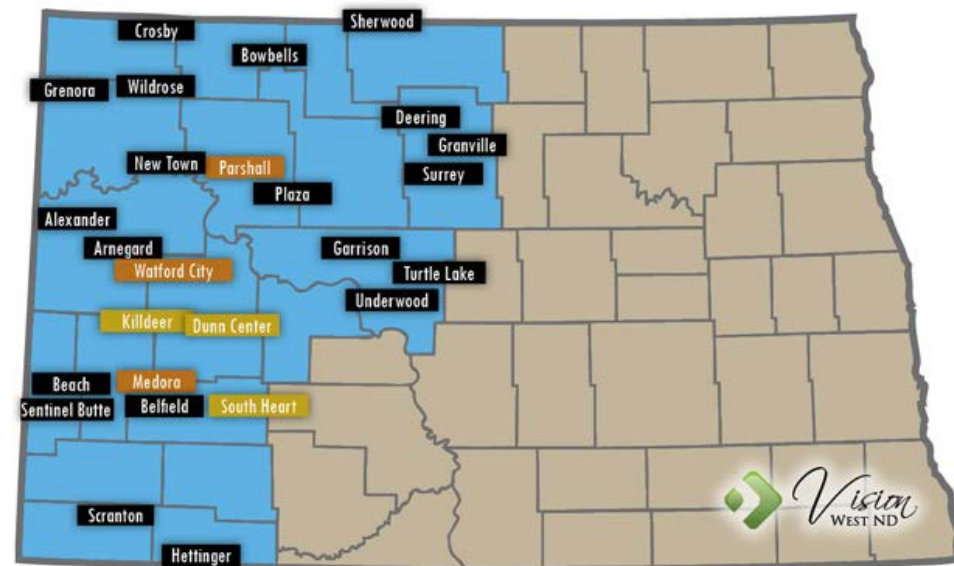 Sherwood
Crosby
Bowbells
Grenora
Wildrose
Deering
Granville
New Town
Parshall
Surrey
Plaza
Alexander
Arnegard
Garrison
Watford City
Turtle Lake
Underwood
Killdeer
Dunn Center
Beach
Medora
Sentinel Butte
Belfield
South Heart
Vision
WEST ND
Scranton
Hettinger